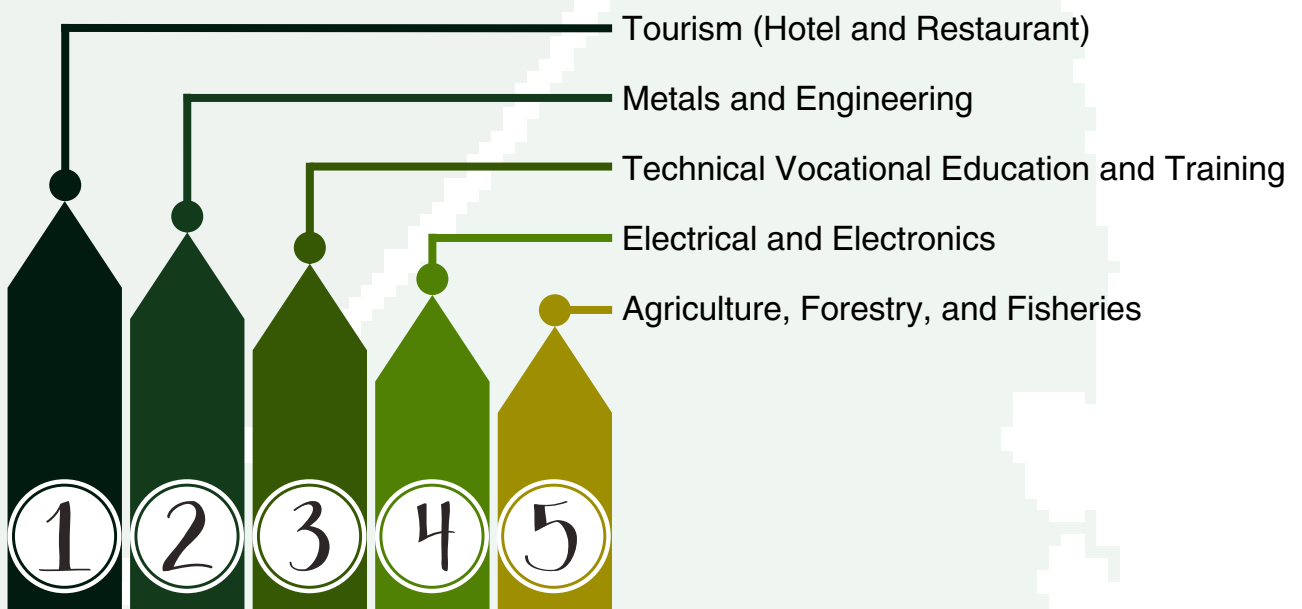 Tourism (Hotel and Restaurant)
Metals and Engineering
Technical Vocational Education and Training
Electrical and Electronics
Agriculture, Forestry, and Fisheries
1 2 3 4 5